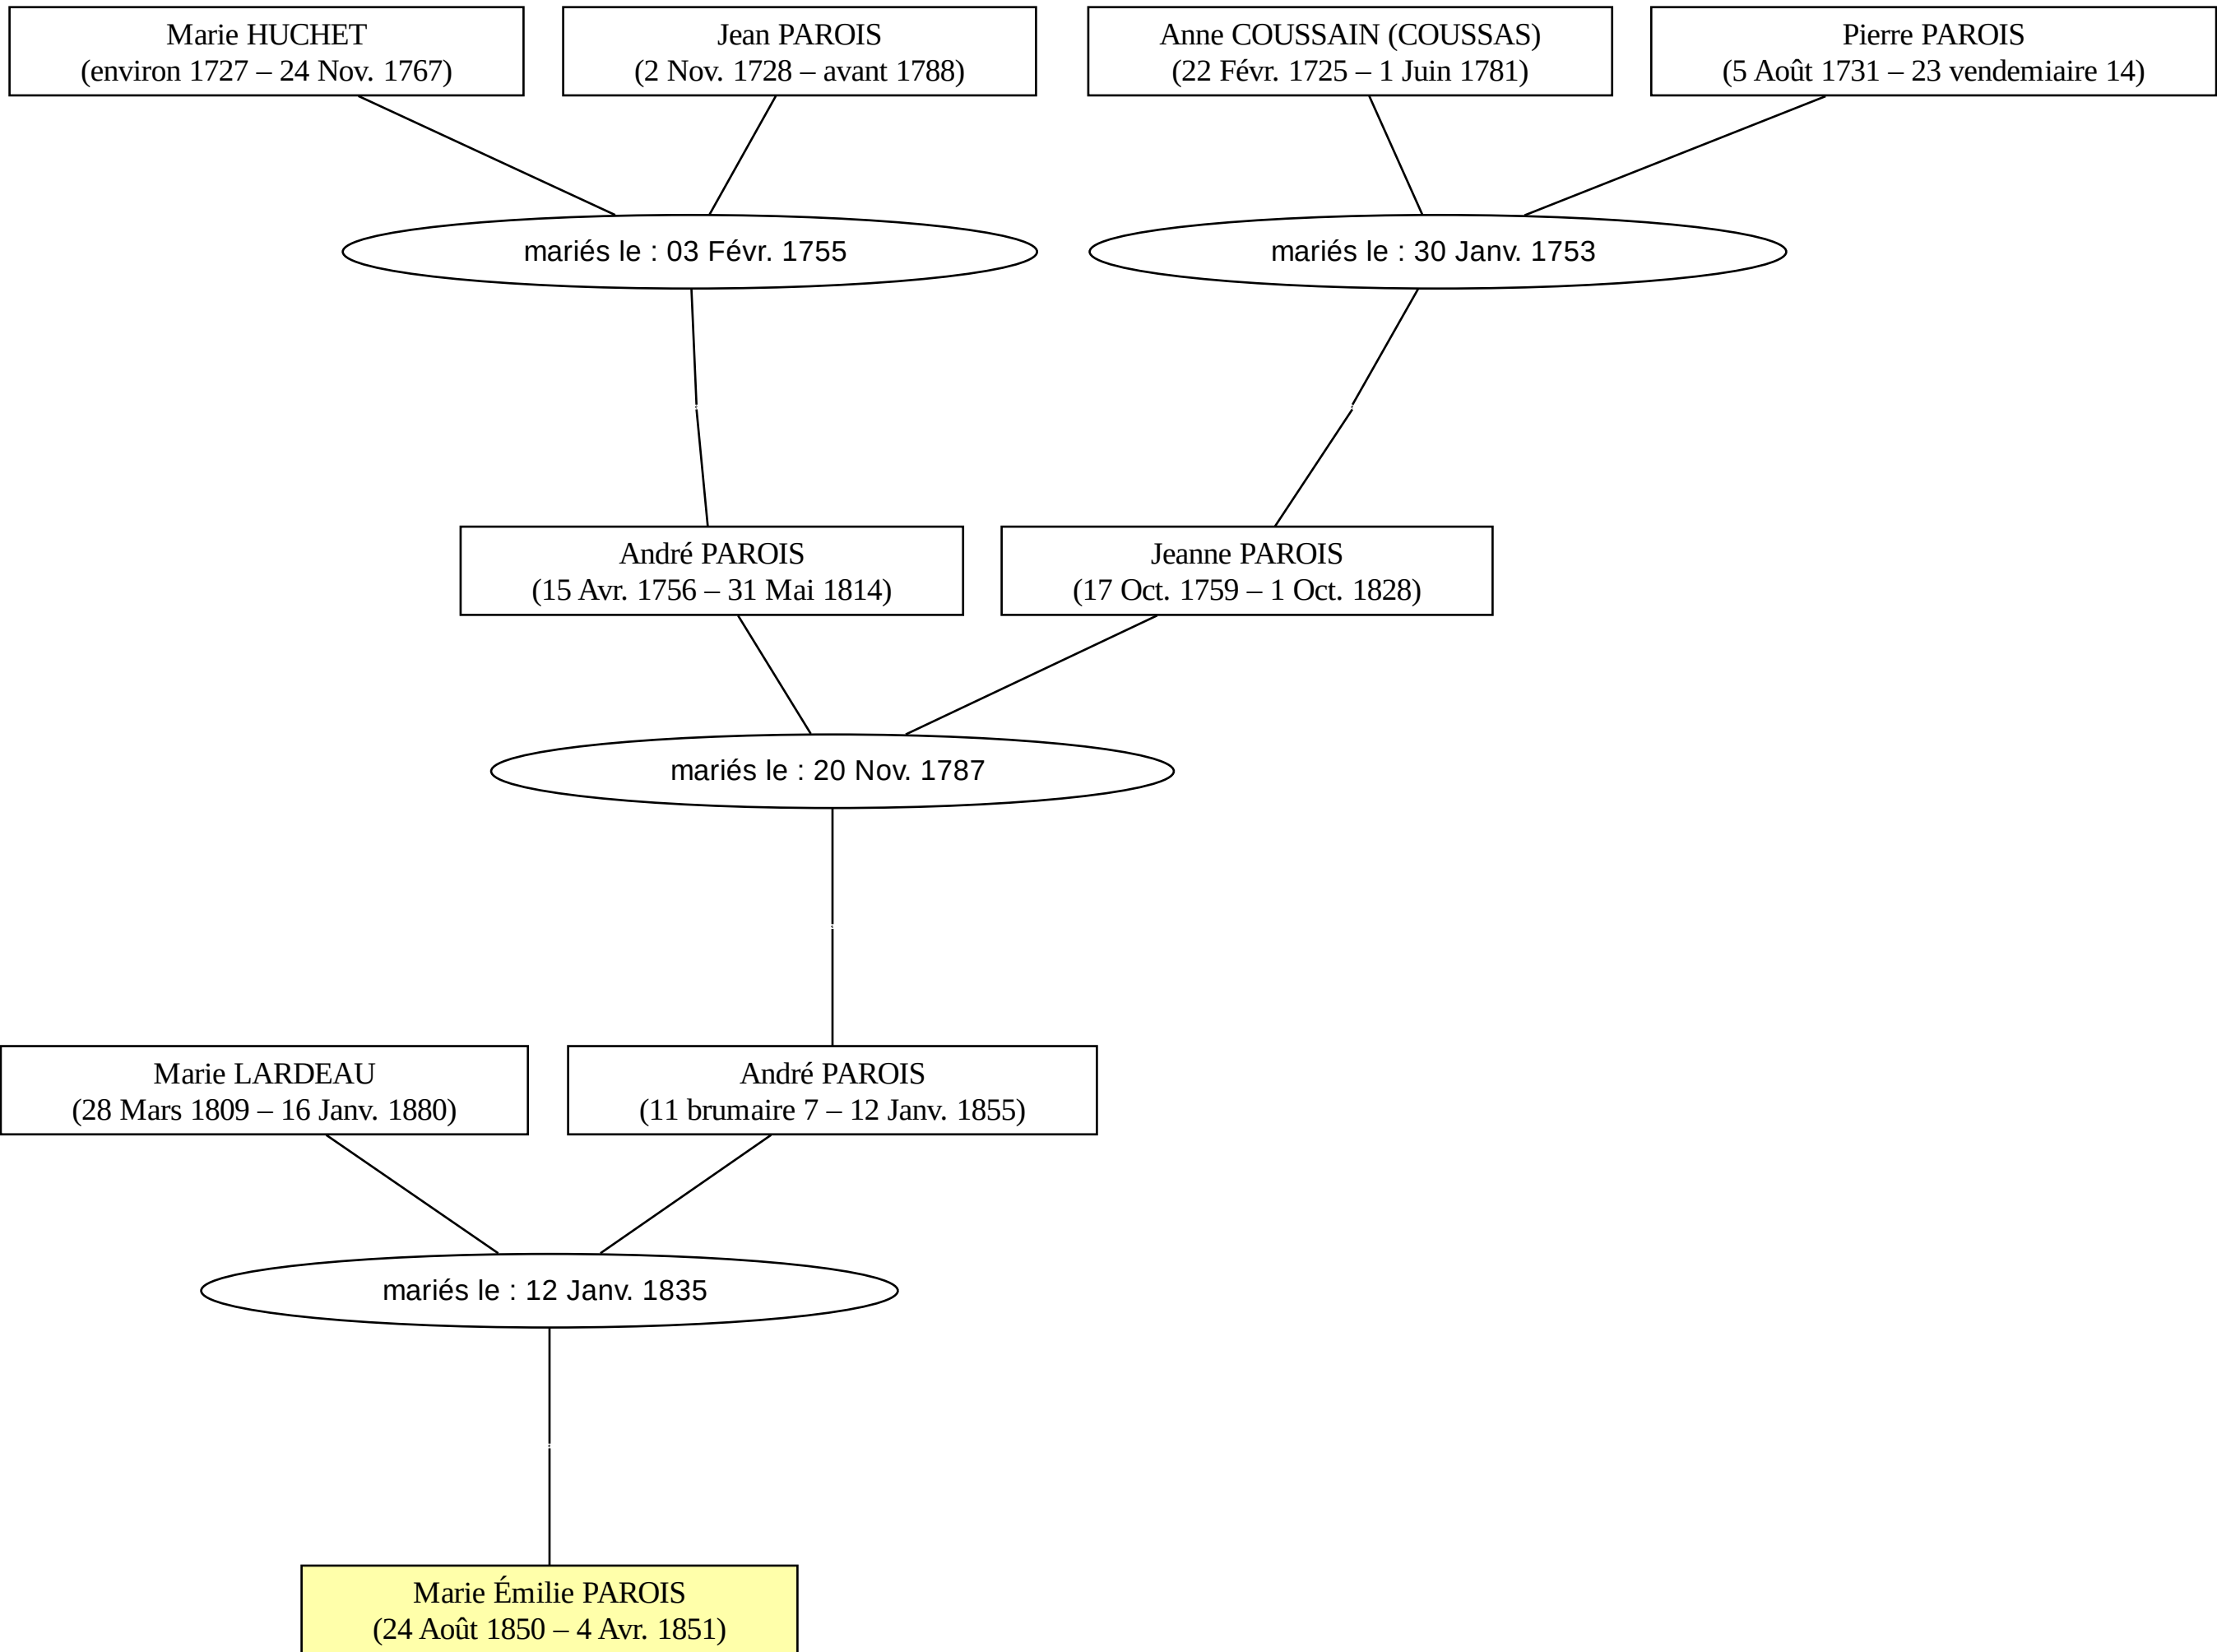 Marie HUCHET
(environ 1727 – 24 Nov. 1767)
Jean PAROIS
(2 Nov. 1728 – avant 1788)
Anne COUSSAIN (COUSSAS)
(22 Févr. 1725 – 1 Juin 1781)
Pierre PAROIS
(5 Août 1731 – 23 vendemiaire 14)
mariés le : 03 Févr. 1755
mariés le : 30 Janv. 1753
André PAROIS
(15 Avr. 1756 – 31 Mai 1814)
Jeanne PAROIS
(17 Oct. 1759 – 1 Oct. 1828)
mariés le : 20 Nov. 1787
Marie LARDEAU
(28 Mars 1809 – 16 Janv. 1880)
André PAROIS
(11 brumaire 7 – 12 Janv. 1855)
mariés le : 12 Janv. 1835
Marie Émilie PAROIS
(24 Août 1850 – 4 Avr. 1851)